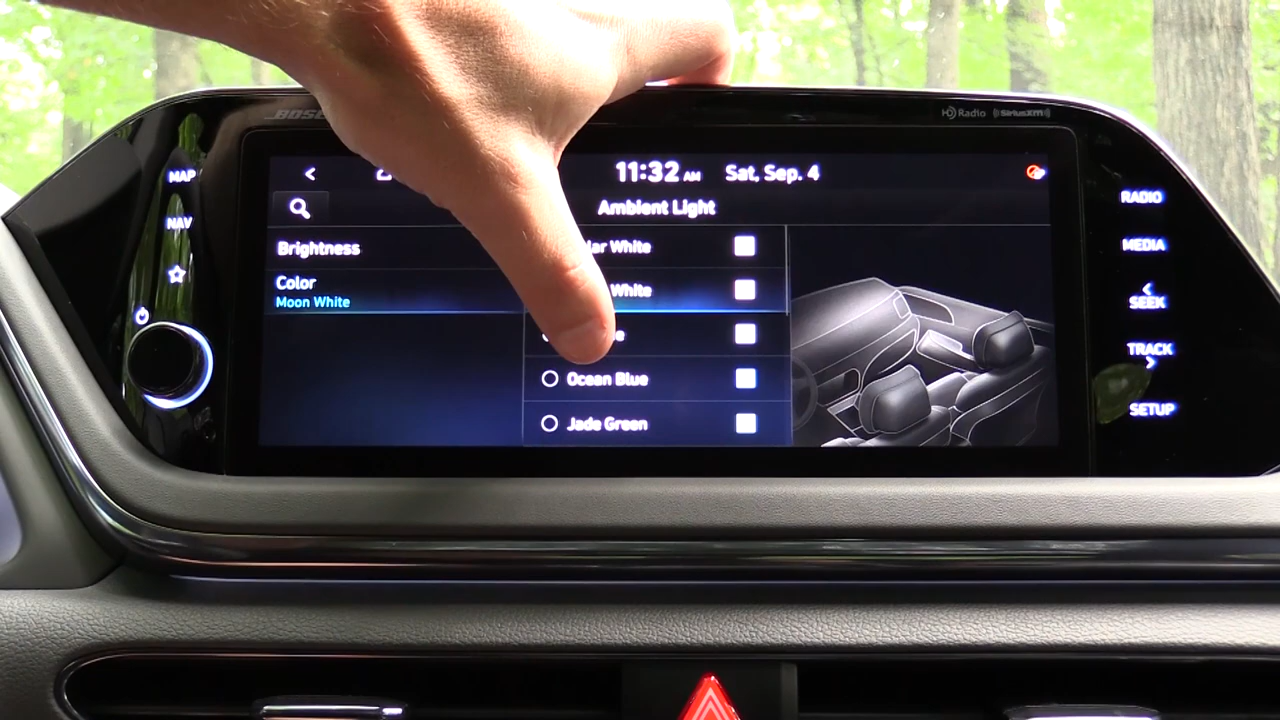 BOSE
HD Radio SiriusXM
MAP
NAV
11:32 AM Sat, Sep. 4
Ambient Light
Brightness
Color
Moon White
White
White
Ocean Blue
Jade Green
RADIO
MEDIA
< SEEK
TRACK >
SETUP